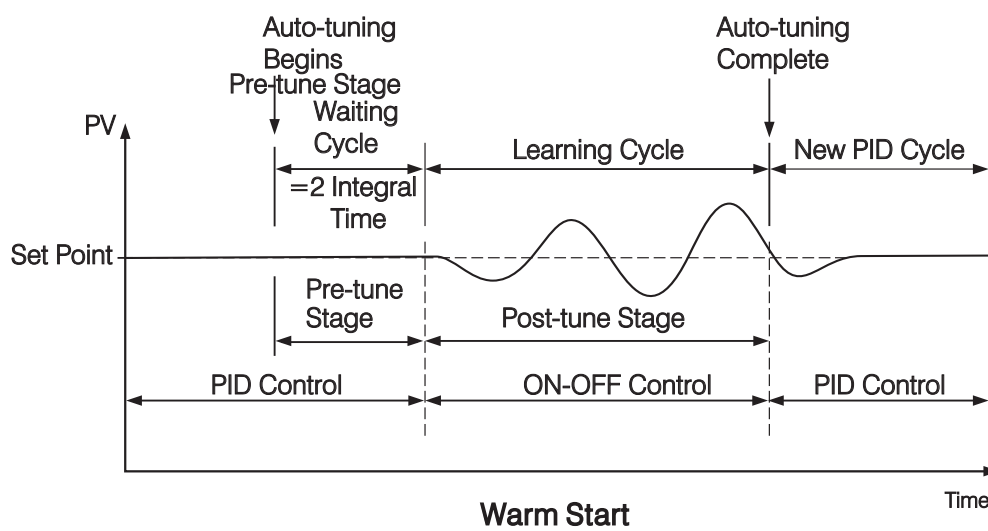 Auto-tuning
Begins
Pre-tune Stage
Waiting
Cycle
=2 Integral
Time
Auto-tuning
Complete
PV
Learning Cycle
New PID Cycle
Set Point
Pre-tune
Stage
Post-tune Stage
PID Control
ON-OFF Control
PID Control
Time
Warm Start